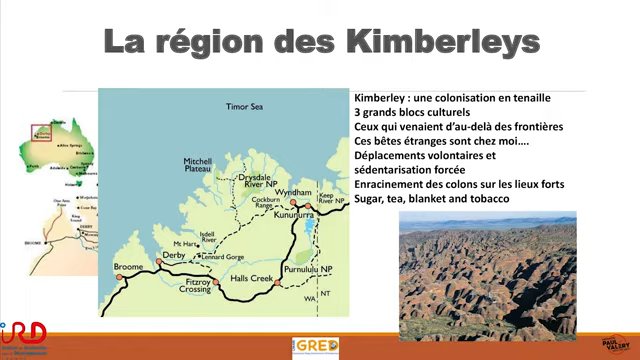 La région des Kimberleys
Kimberley : une colonisation en tenaille
3 grands blocs culturels
Ceux qui venaient d'au-delà des frontières
Ces bêtes étranges sont chez moi….
Déplacements volontaires et
sédentarisation forcée
Enracinement des colons sur les lieux forts
Sugar, tea, blanket and tobacco
Timor Sea
Mitchell
Plateau
Drysdale
River NP
Wyndham
Cockburn
Range
Keep
River NP
Kununurra
Isdell
River
Mt. Hart
Lennard Gorge
Derby
Broome
Fitzroy
Crossing
Halls Creek
Purnululu NP
WA
NT
BROOME
DERBY
IRD
GRED
PAUL
VALÉRY